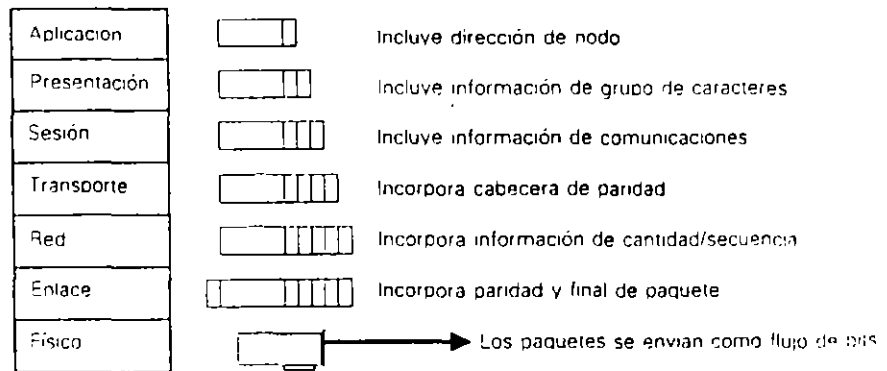 Aplicacion
Incluye dirección de nodo
Presentación
Incluye información de grupo de caracteres
Sesión
Incluye información de comunicaciones
Transporte
Incorpora cabecera de paridad
Red
Incorpora información de cantidad/secuencia
Enlace
Incorpora paridad y final de paquete
Físico
Los paquetes se envian como flujo de bits